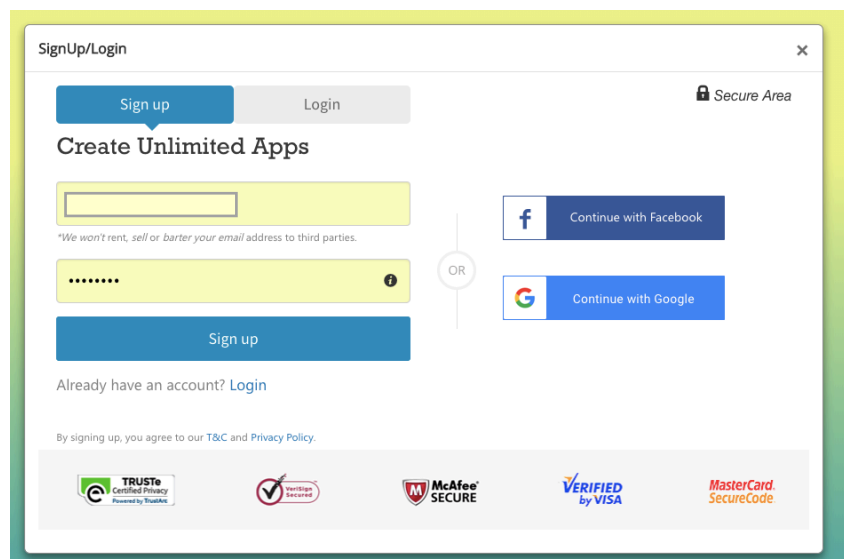 SignUp/Login
×
Sign up
Login
Secure Area
Create Unlimited Apps
*We won't rent, sell or barter your email address to third parties.
••••••••
Sign up
Already have an account? Login
By signing up, you agree to our T&C and Privacy Policy.
OR
f Continue with Facebook
G Continue with Google
TRUSTe
Certified Privacy
Powered by TrustArc
VeriSign
Secured
McAfee
SECURE
VERIFIED
by VISA
MasterCard.
SecureCode